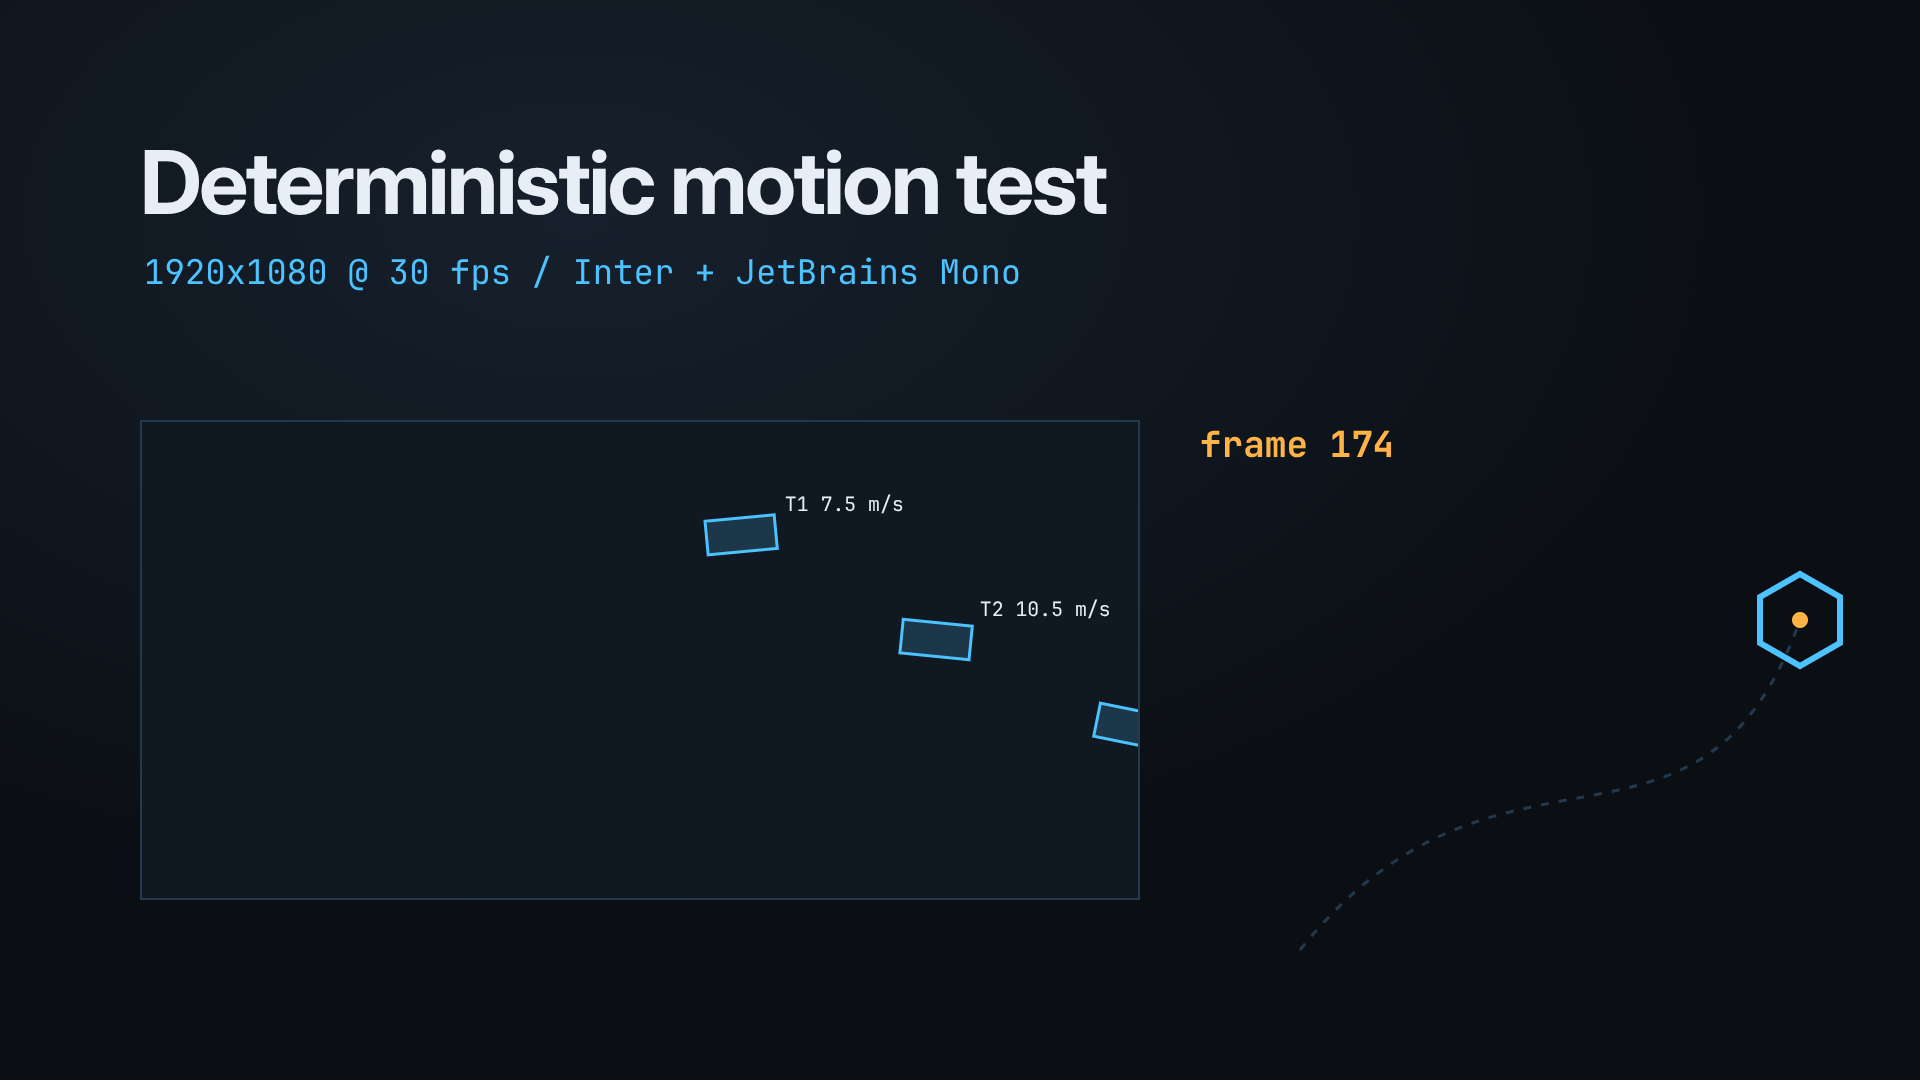 Deterministic motion test
1920x1080 @ 30 fps / Inter + JetBrains Mono
frame 174
T1 7.5 m/s
T2 10.5 m/s